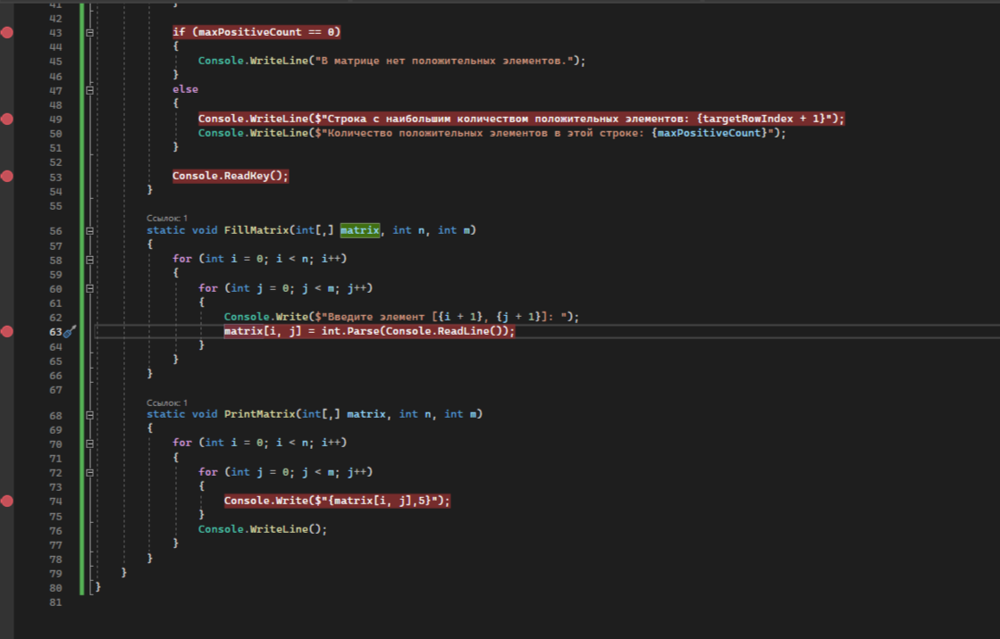 41 }
42
43 if (maxPositiveCount == 0)
44 {
45 Console.WriteLine("В матрице нет положительных элементов.");
46 }
47 else
48 {
49 Console.WriteLine($"Строка с наибольшим количеством положительных элементов: {targetRowIndex + 1}");
50 Console.WriteLine($"Количество положительных элементов в этой строке: {maxPositiveCount}");
51 }
52
53 Console.ReadKey();
54 }
55
Ссылок: 1
56 static void FillMatrix(int[,] matrix, int n, int m)
57 {
58 for (int i = 0; i < n; i++)
59 {
60 for (int j = 0; j < m; j++)
61 {
62 Console.Write($"Введите элемент [{i + 1}, {j + 1}]: ");
63 matrix[i, j] = int.Parse(Console.ReadLine());
64 }
65 }
66 }
67
Ссылок: 1
68 static void PrintMatrix(int[,] matrix, int n, int m)
69 {
70 for (int i = 0; i < n; i++)
71 {
72 for (int j = 0; j < m; j++)
73 {
74 Console.Write($"{matrix[i, j],5}");
75 }
76 Console.WriteLine();
77 }
78 }
79 }
80 }
81